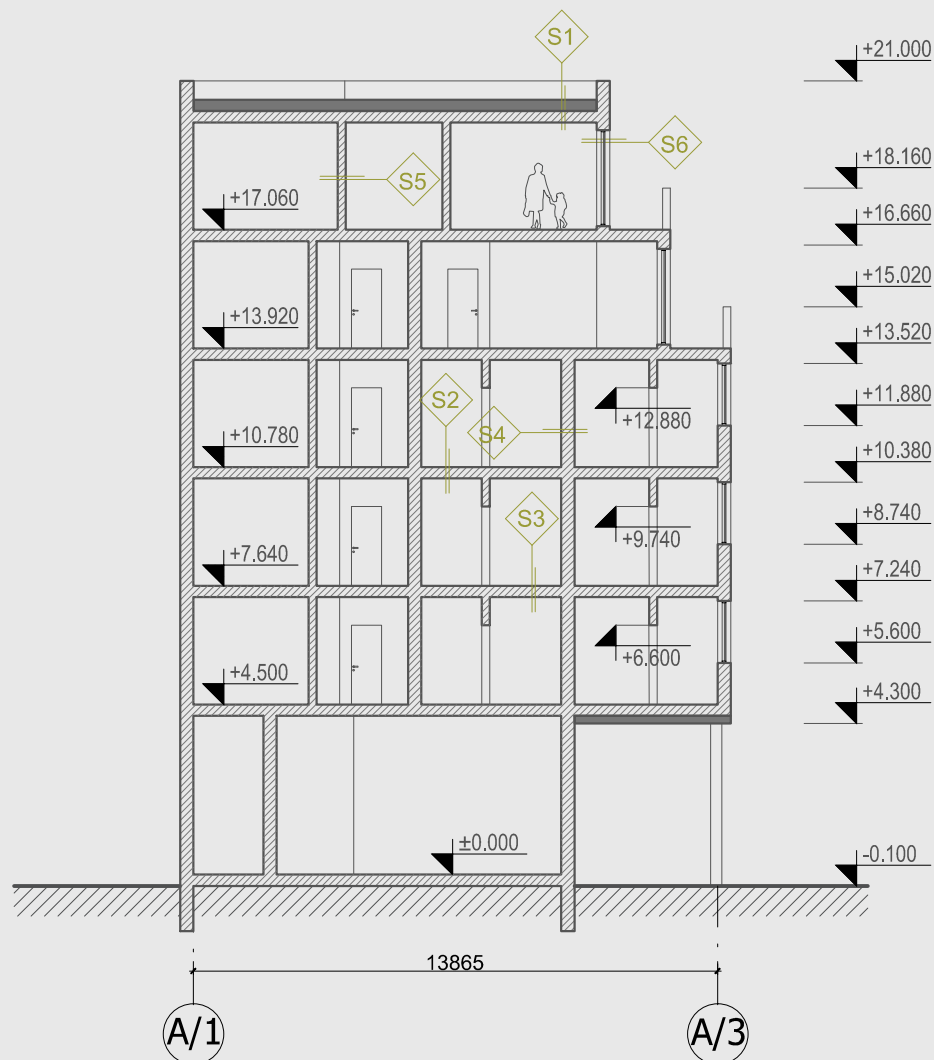 S1
+21.000
S6
S5
+18.160
+17.060
+16.660
+15.020
+13.920
+13.520
S2
+11.880
+12.880
S4
+10.780
+10.380
S3
+9.740
+8.740
+7.640
+7.240
+5.600
+6.600
+4.500
+4.300
±0.000
-0.100
13865
A/1
A/3